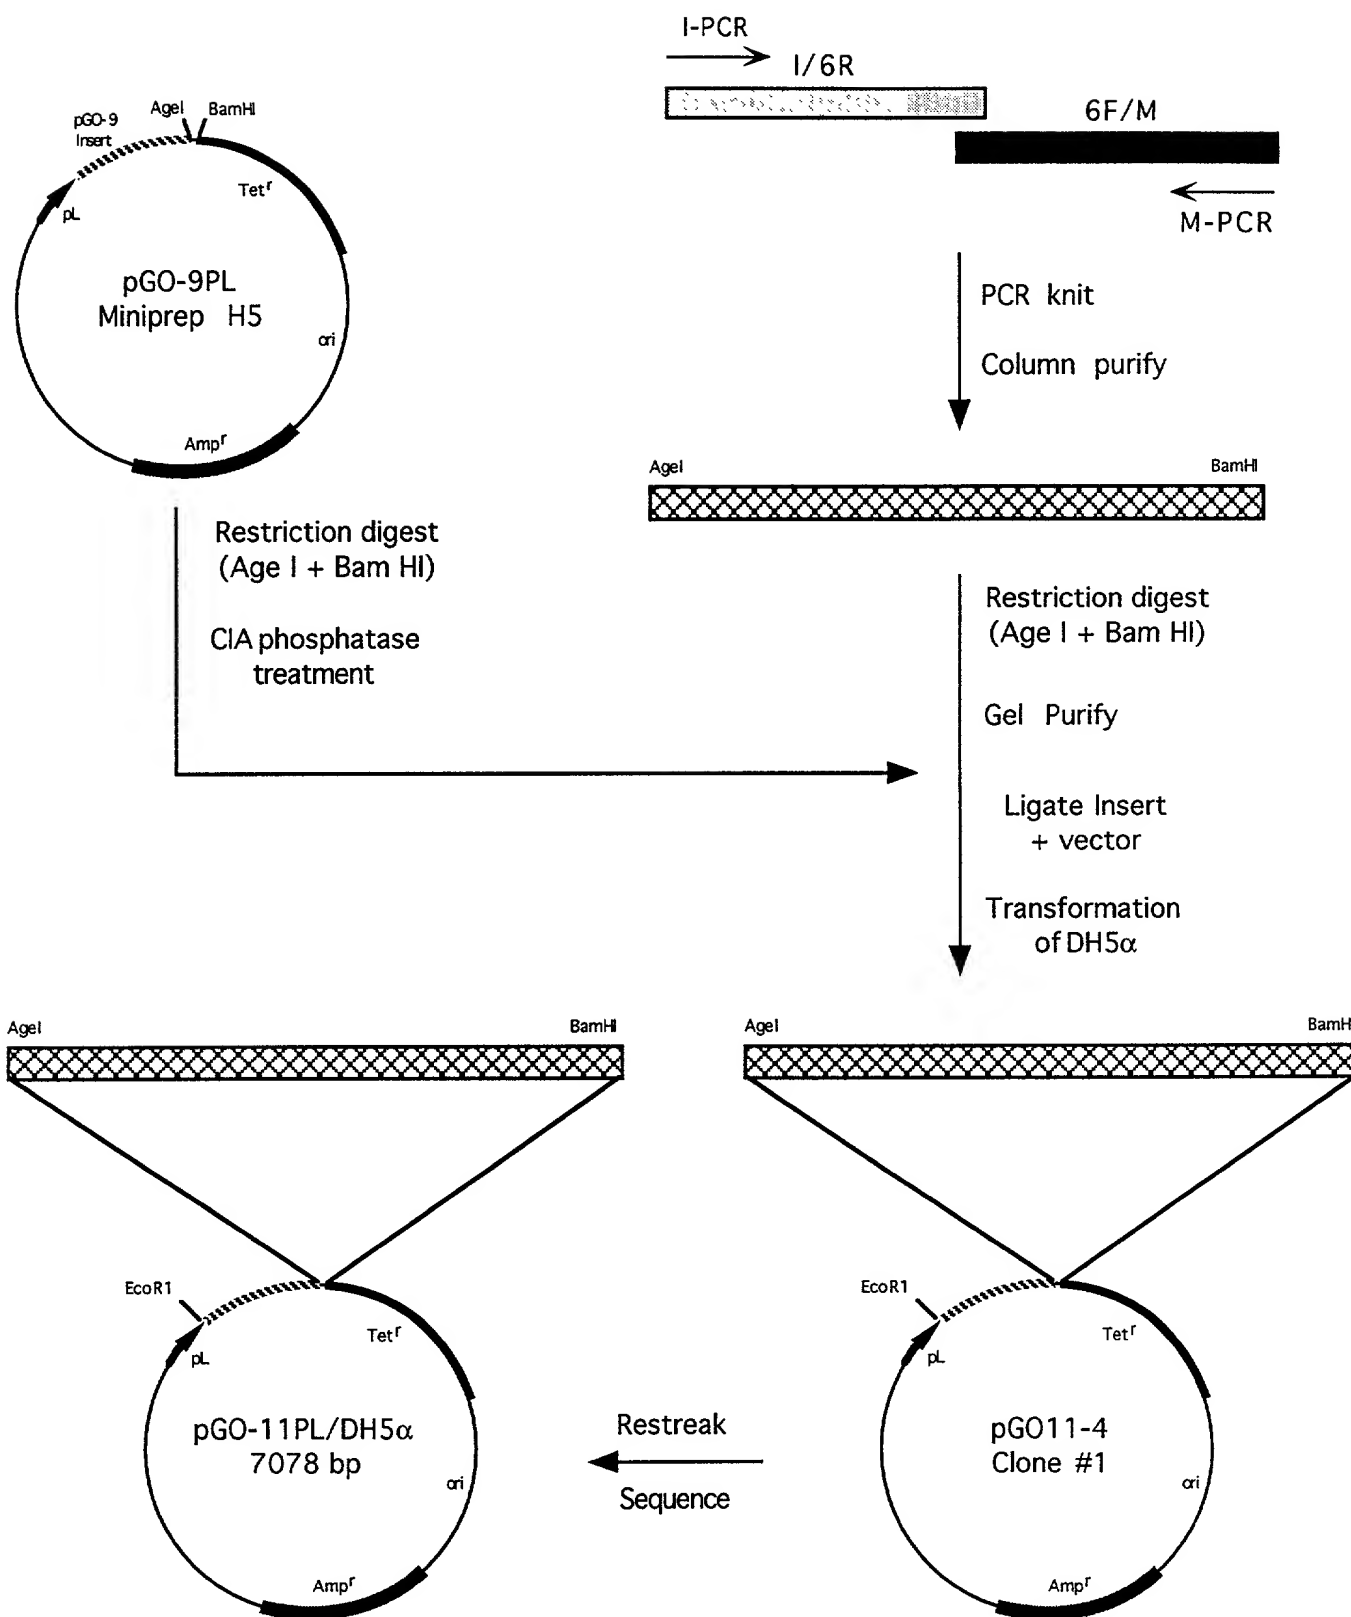 I-PCR
I/6R
6F/M
M-PCR
pGO-9
Insert
AgeI
BamHI
Tetʳ
pL
pGO-9PL
Miniprep H5
ori
Ampʳ
PCR knit
Column purify
AgeI
BamHI
Restriction digest
(Age I + Bam HI)
CIA phosphatase
treatment
Restriction digest
(Age I + Bam HI)
Gel Purify
Ligate Insert
+ vector
Transformation
of DH5α
AgeI
BamHI
EcoR1
Tetʳ
pL
pGO-11PL/DH5α
7078 bp
ori
Ampʳ
Restreak
Sequence
AgeI
BamH
EcoR1
Tetʳ
pL
pGO11-4
Clone #1
ori
Ampʳ